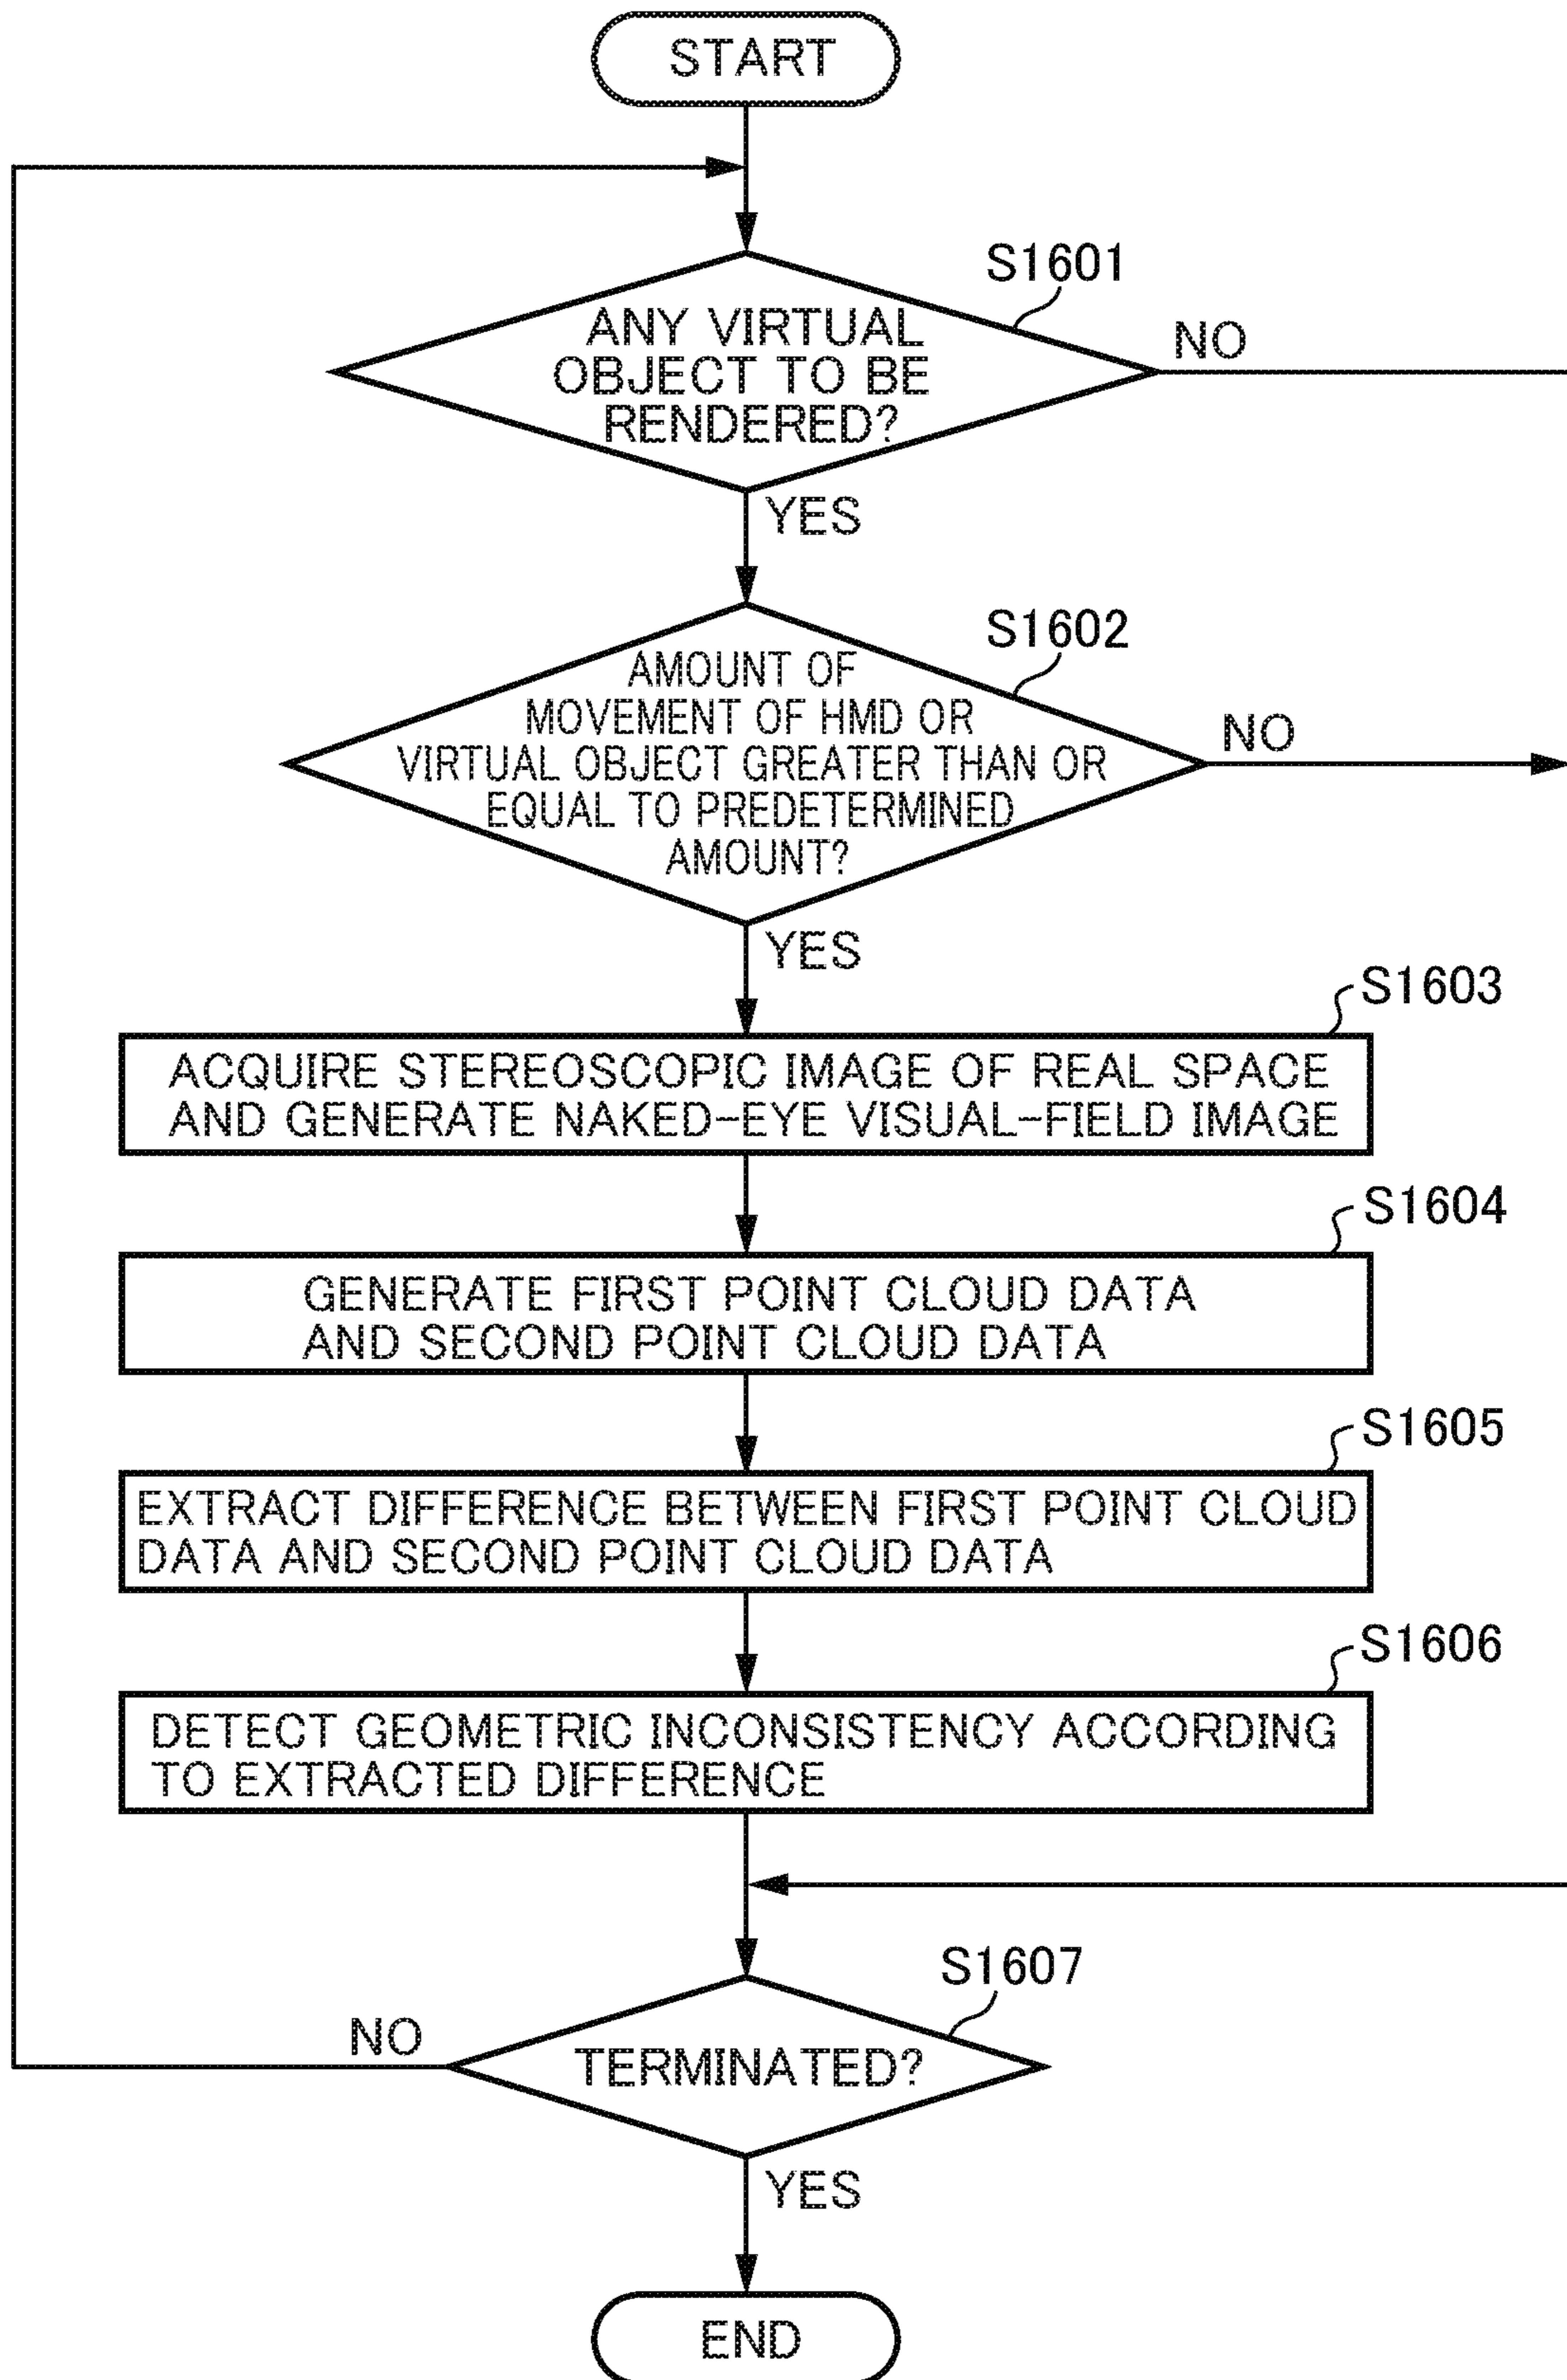 START
S1601
ANY VIRTUAL
OBJECT TO BE
RENDERED?
NO
YES
S1602
AMOUNT OF
MOVEMENT OF HMD OR
VIRTUAL OBJECT GREATER THAN OR
EQUAL TO PREDETERMINED
AMOUNT?
NO
YES
S1603
ACQUIRE STEREOSCOPIC IMAGE OF REAL SPACE
AND GENERATE NAKED-EYE VISUAL-FIELD IMAGE
S1604
GENERATE FIRST POINT CLOUD DATA
AND SECOND POINT CLOUD DATA
S1605
EXTRACT DIFFERENCE BETWEEN FIRST POINT CLOUD
DATA AND SECOND POINT CLOUD DATA
S1606
DETECT GEOMETRIC INCONSISTENCY ACCORDING
TO EXTRACTED DIFFERENCE
S1607
NO
TERMINATED?
YES
END